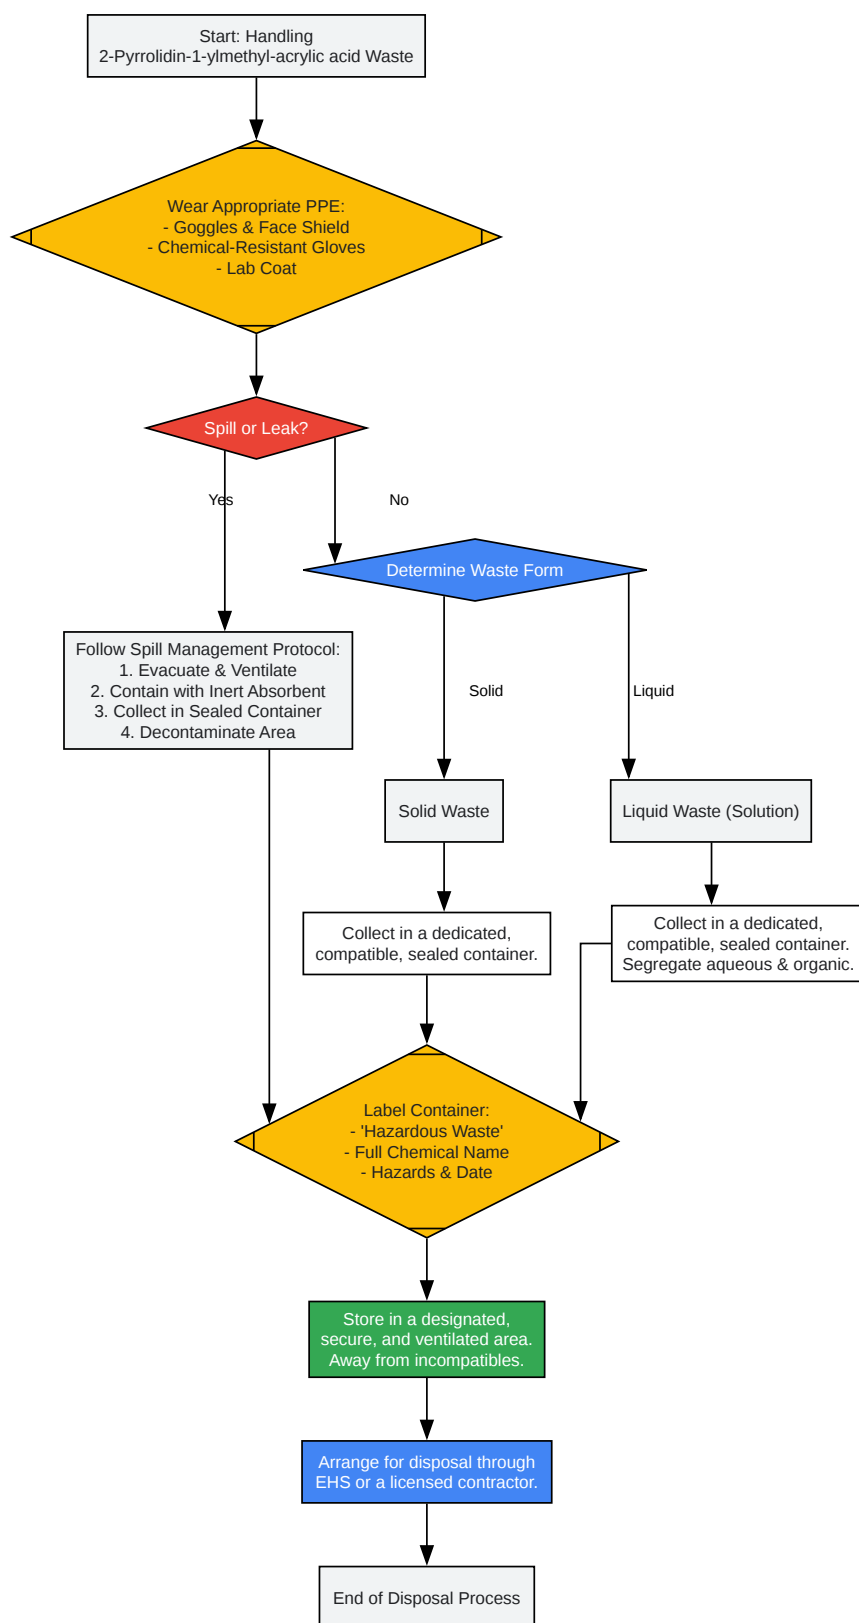 Start: Handling
2-Pyrrolidin-1-ylmethyl-acrylic acid Waste
Wear Appropriate PPE:
- Goggles & Face Shield
- Chemical-Resistant Gloves
- Lab Coat
Spill or Leak?
Yes
No
Determine Waste Form
Follow Spill Management Protocol:
1. Evacuate & Ventilate
2. Contain with Inert Absorbent
3. Collect in Sealed Container
4. Decontaminate Area
Solid
Liquid
Solid Waste
Liquid Waste (Solution)
Collect in a dedicated,
compatible, sealed container.
Collect in a dedicated,
compatible, sealed container.
Segregate aqueous & organic.
Label Container:
- 'Hazardous Waste'
- Full Chemical Name
- Hazards & Date
Store in a designated,
secure, and ventilated area.
Away from incompatibles.
Arrange for disposal through
EHS or a licensed contractor.
End of Disposal Process